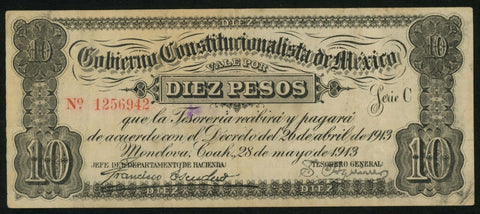 DIEZ
10 10
Gobierno Constitucionalista de México
VALE POR
DIEZ PESOS
Nº 1256942
Serie C
que la Tesorería recibirá y pagará
de acuerdo con el Decreto del 26 de abril de 1913
Monclova, Coah., 28 de mayo de 1913
JEFE DEL DEPARTAMENTO DE HACIENDA: TESORERO GENERAL
Francisco Escudero
10 DIEZ DIEZ 10